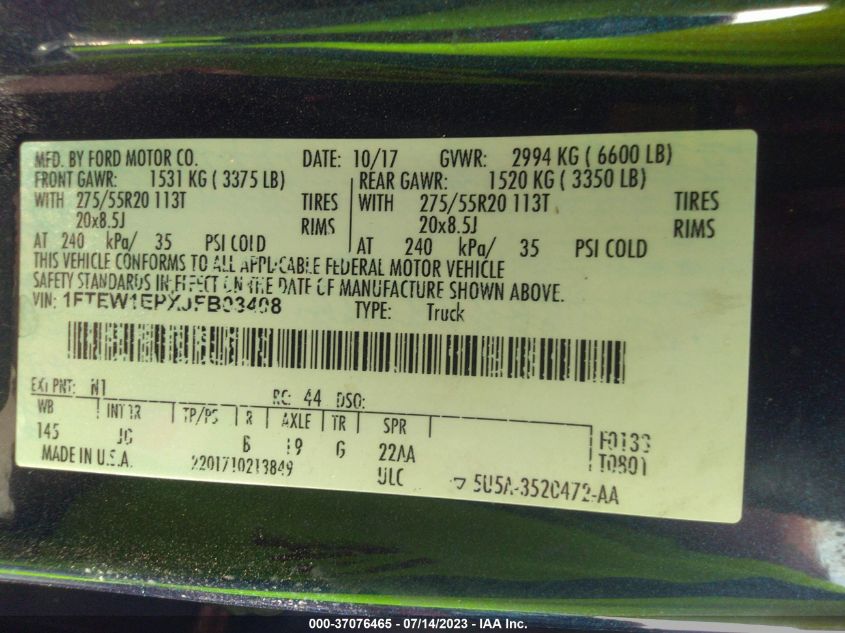 MFD. BY FORD MOTOR CO. DATE: 10/17 GVWR: 2994 KG ( 6600 LB)
FRONT GAWR: 1531 KG ( 3375 LB) REAR GAWR: 1520 KG ( 3350 LB)
WITH 275/55R20 113T TIRES WITH 275/55R20 113T TIRES
20x8.5J RIMS 20x8.5J RIMS
AT 240 kPa/ 35 PSI COLD AT 240 kPa/ 35 PSI COLD
THIS VEHICLE CONFORMS TO ALL APPLICABLE FEDERAL MOTOR VEHICLE
SAFETY STANDARDS IN EFFECT ON THE DATE OF MANUFACTURE SHOWN ABOVE.
VIN: 1FTEW1EPXJFB03408 TYPE: Truck
EXT PNT: N1 RC: 44 DSO:
WB INT TR TP/PS R AXLE TR SPR
145 B 19 G 22AA F0133
T0801
MADE IN U.S.A. ULC 5U5A-3520472-AA
000-37076465 - 07/14/2023 - IAA Inc.